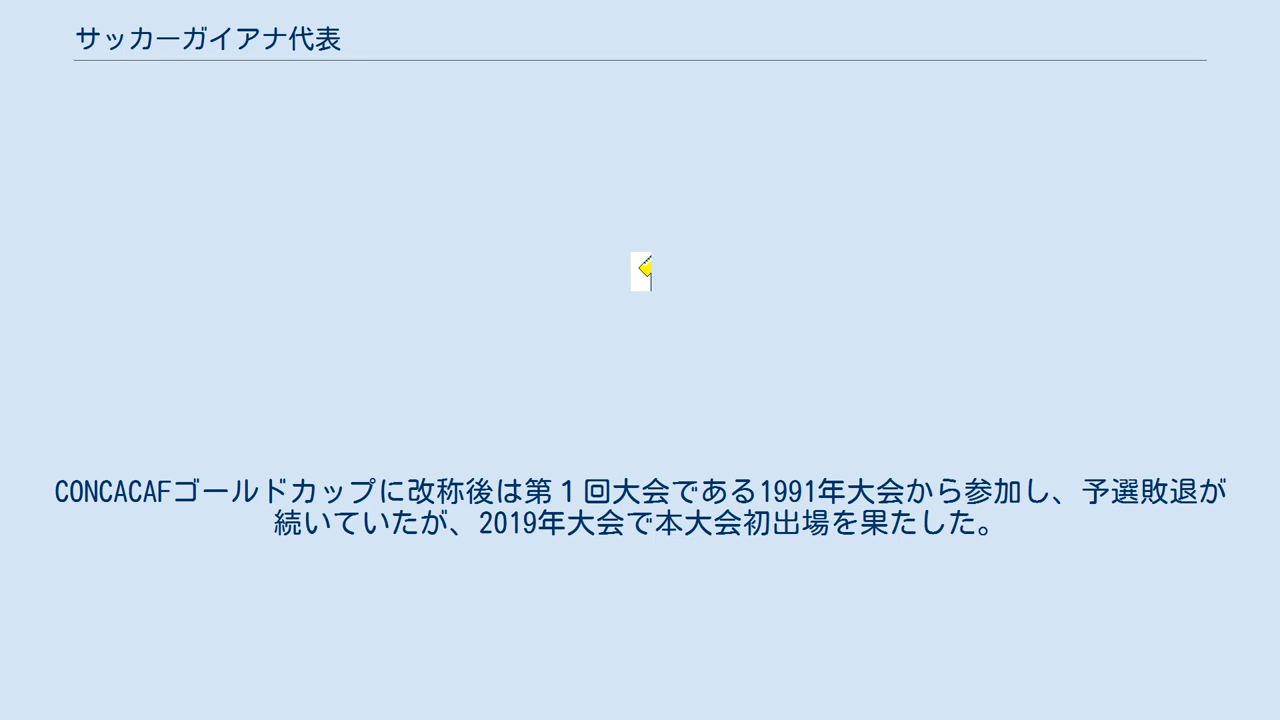 サッカーガイアナ代表
CONCACAFゴールドカップに改称後は第１回大会である1991年大会から参加し、予選敗退が
続いていたが、2019年大会で本大会初出場を果たした。